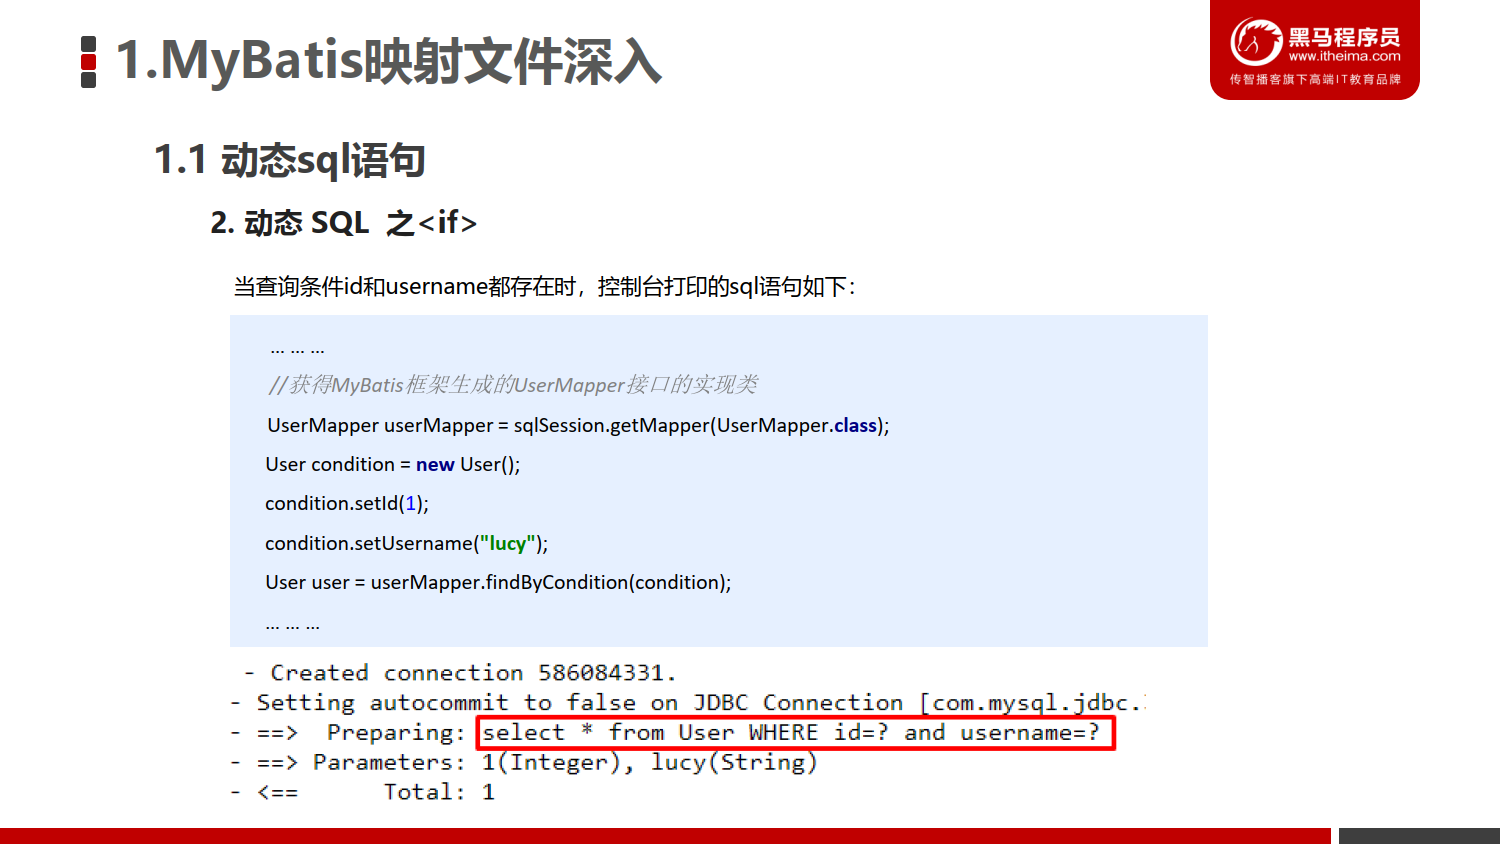 1.MyBatis映射文件深入
黑马程序员
www.itheima.com
传智播客旗下高端IT教育品牌
1.1 动态sql语句
2. 动态 SQL 之<if>
当查询条件id和username都存在时，控制台打印的sql语句如下：
… … …
//获得MyBatis框架生成的UserMapper接口的实现类
UserMapper userMapper = sqlSession.getMapper(UserMapper.class);
User condition = new User();
condition.setId(1);
condition.setUsername("lucy");
User user = userMapper.findByCondition(condition);
… … …
- Created connection 586084331.
- Setting autocommit to false on JDBC Connection [com.mysql.jdbc.
- ==> Preparing: select * from User WHERE id=? and username=?
- ==> Parameters: 1(Integer), lucy(String)
- <== Total: 1